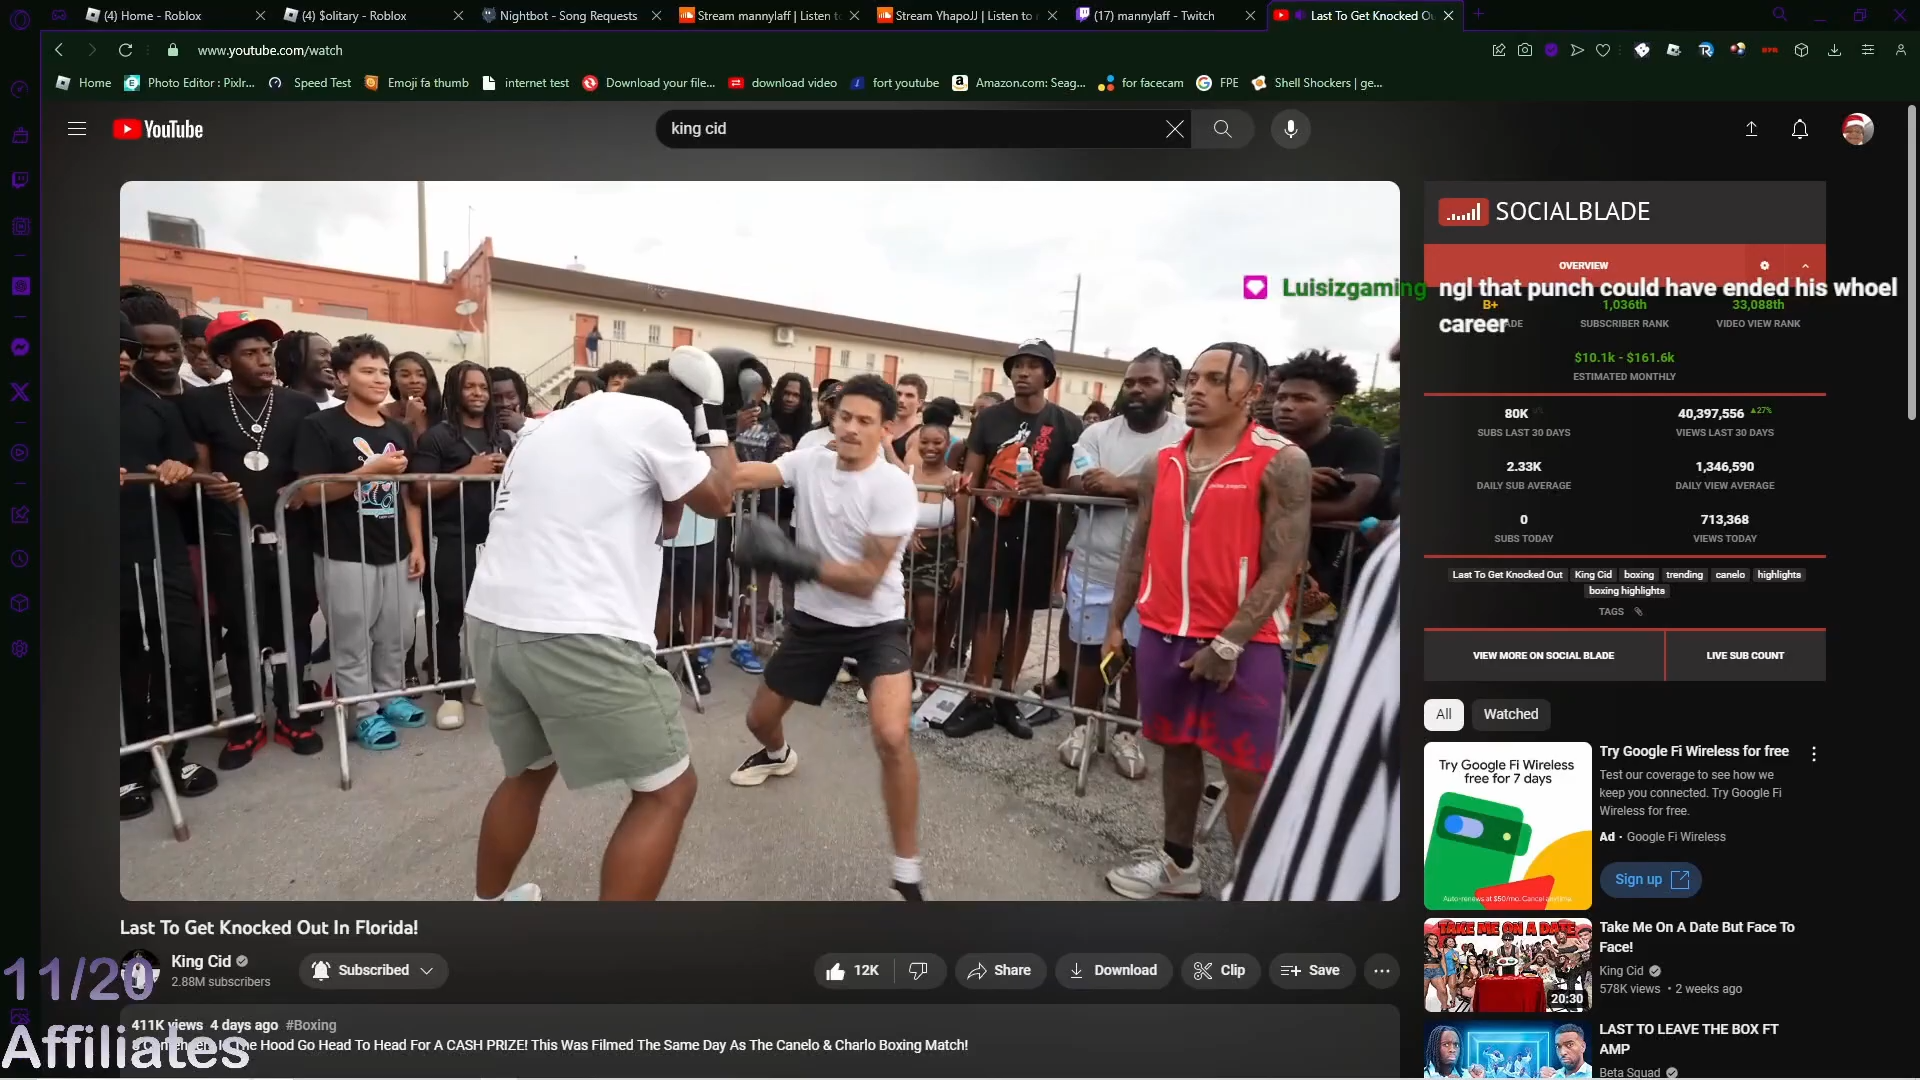 (4) Home - Roblox
(4) $olitary - Roblox
Nightbot - Song Requests
Stream mannylaff | Listen to
Stream YhapoJJ | Listen to
(17) mannylaff - Twitch
Last To Get Knocked Ou
www.youtube.com/watch
Home
Photo Editor : Pixlr...
Speed Test
Emoji fa thumb
internet test
Download your file...
download video
fort youtube
Amazon.com: Seag...
for facecam
FPE
Shell Shockers | ge...
YouTube
king cid
SOCIALBLADE
OVERVIEW
Luisizgaming ngl that punch could have ended his whoel
career
B+
1,036th
33,088th
SUBSCRIBER RANK
VIDEO VIEW RANK
$10.1k - $161.6k
ESTIMATED MONTHLY
80K
40,397,556 ▲27%
SUBS LAST 30 DAYS
VIEWS LAST 30 DAYS
2.33K
1,346,590
DAILY SUB AVERAGE
DAILY VIEW AVERAGE
0
713,368
SUBS TODAY
VIEWS TODAY
Last To Get Knocked Out King Cid boxing trending canelo highlights
boxing highlights
TAGS
VIEW MORE ON SOCIAL BLADE
LIVE SUB COUNT
All
Watched
Try Google Fi Wireless
free for 7 days
Auto-renews at $50/mo. Cancel anytime.
Try Google Fi Wireless for free
Test our coverage to see how we
keep you connected. Try Google Fi
Wireless for free.
Ad · Google Fi Wireless
Sign up
TAKE ME ON A DATE
20:30
Take Me On A Date But Face To
Face!
King Cid
578K views • 2 weeks ago
LAST TO LEAVE THE BOX FT
AMP
Beta Squad
Last To Get Knocked Out In Florida!
King Cid
2.88M subscribers
Subscribed
12K
Share
Download
Clip
Save
11/20
Affiliates
411K views 4 days ago #Boxing
The Hood Go Head To Head For A CASH PRIZE! This Was Filmed The Same Day As The Canelo & Charlo Boxing Match!